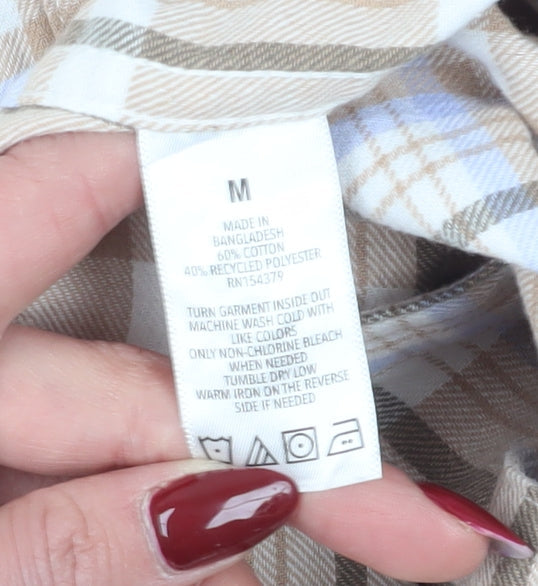 M
MADE IN
BANGLADESH
60% COTTON
40% RECYCLED POLYESTER
RN154379
TURN GARMENT INSIDE OUT
MACHINE WASH COLD WITH
LIKE COLORS
ONLY NON-CHLORINE BLEACH
WHEN NEEDED
TUMBLE DRY LOW
WARM IRON ON THE REVERSE
SIDE IF NEEDED